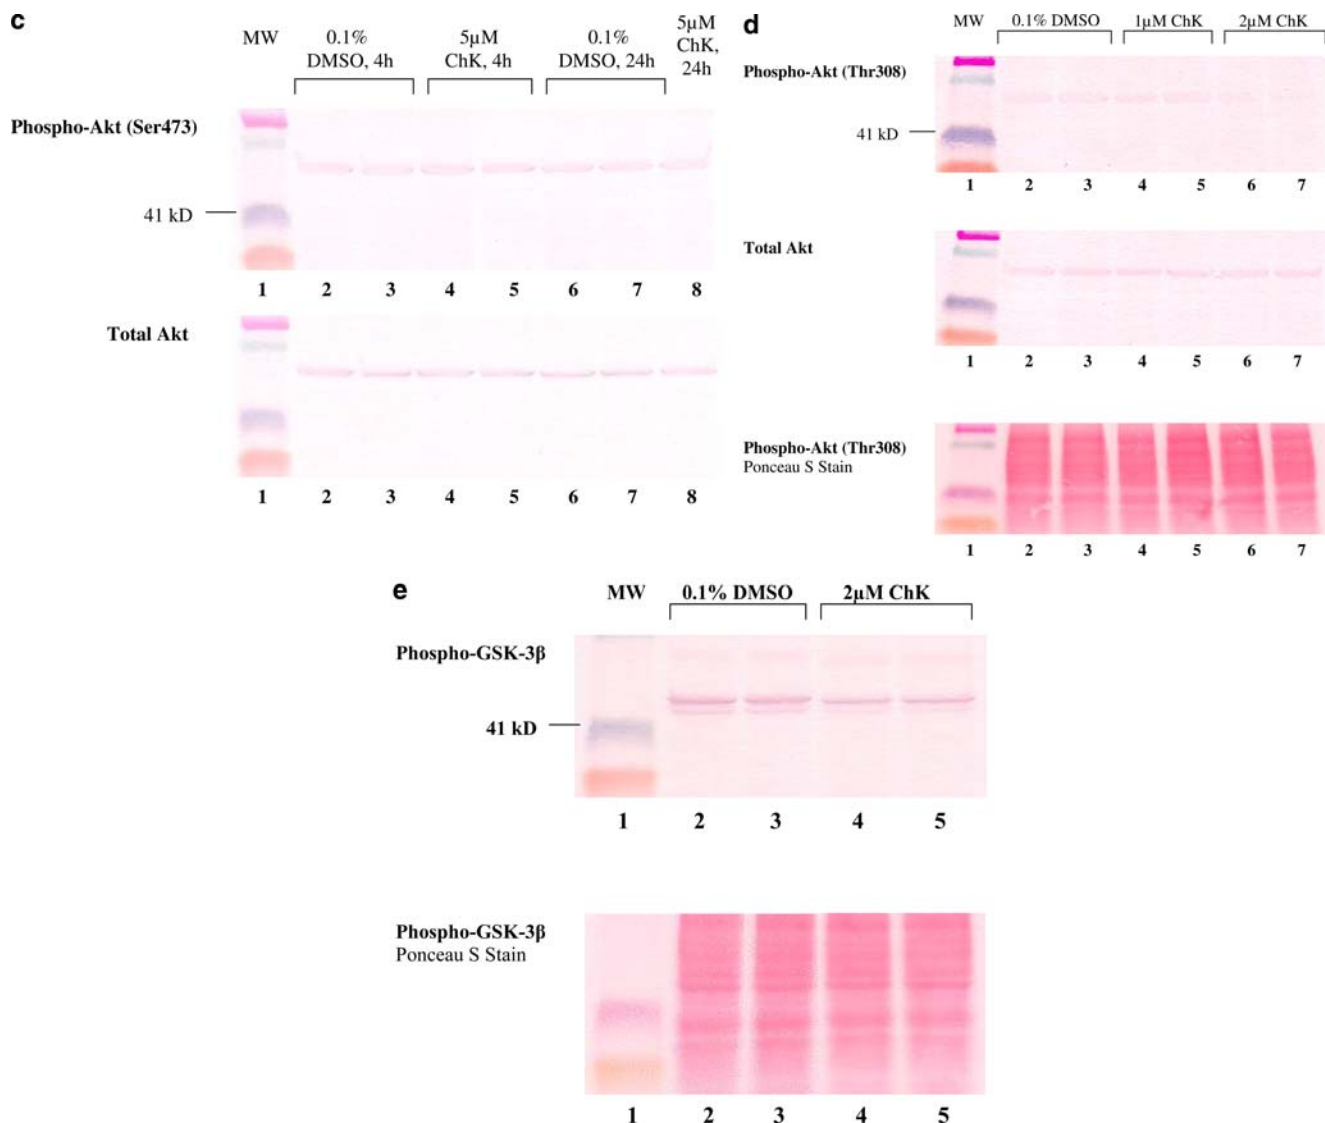 c
MW
0.1%
DMSO, 4h
5µM
ChK, 4h
0.1%
DMSO, 24h
5µM
ChK,
24h
Phospho-Akt (Ser473)
41 kD
1 2 3 4 5 6 7 8
Total Akt
1 2 3 4 5 6 7 8
d
MW 0.1% DMSO 1µM ChK 2µM ChK
Phospho-Akt (Thr308)
41 kD
1 2 3 4 5 6 7
Total Akt
1 2 3 4 5 6 7
Phospho-Akt (Thr308)
Ponceau S Stain
1 2 3 4 5 6 7
e
MW 0.1% DMSO 2µM ChK
Phospho-GSK-3β
41 kD
1 2 3 4 5
Phospho-GSK-3β
Ponceau S Stain
1 2 3 4 5